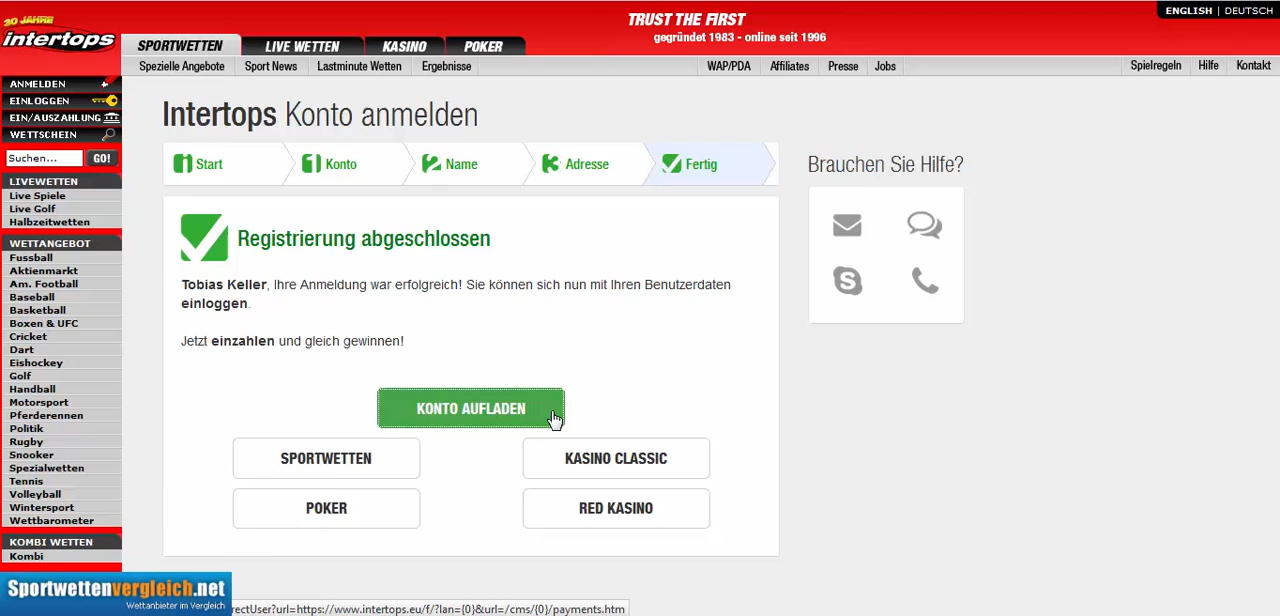 20 JAHRE
intertops
TRUST THE FIRST
gegründet 1983 - online seit 1996
ENGLISH | DEUTSCH
SPORTWETTEN
LIVE WETTEN
KASINO
POKER
Spezielle Angebote
Sport News
Lastminute Wetten
Ergebnisse
WAP/PDA
Affiliates
Presse
Jobs
Spielregeln
Hilfe
Kontakt
ANMELDEN
EINLOGGEN
EIN/AUSZAHLUNG
WETTSCHEIN
Suchen...
GO!
LIVEWETTEN
Live Spiele
Live Golf
Halbzeitwetten
WETTANGEBOT
Fussball
Aktienmarkt
Am. Football
Baseball
Basketball
Boxen & UFC
Cricket
Dart
Eishockey
Golf
Handball
Motorsport
Pferderennen
Politik
Rugby
Snooker
Spezialwetten
Tennis
Volleyball
Wintersport
Wettbarometer
KOMBI WETTEN
Kombi
Intertops Konto anmelden
i Start
1 Konto
2 Name
3 Adresse
Fertig
Registrierung abgeschlossen
Tobias Keller, Ihre Anmeldung war erfolgreich! Sie können sich nun mit Ihren Benutzerdaten
einloggen.
Jetzt einzahlen und gleich gewinnen!
KONTO AUFLADEN
SPORTWETTEN
KASINO CLASSIC
POKER
RED KASINO
Brauchen Sie Hilfe?
Sportwettenvergleich.net
Wettanbieter im Vergleich
rectUser?url=https://www.intertops.eu/f/?lan={0}&url=/cms/{0}/payments.htm